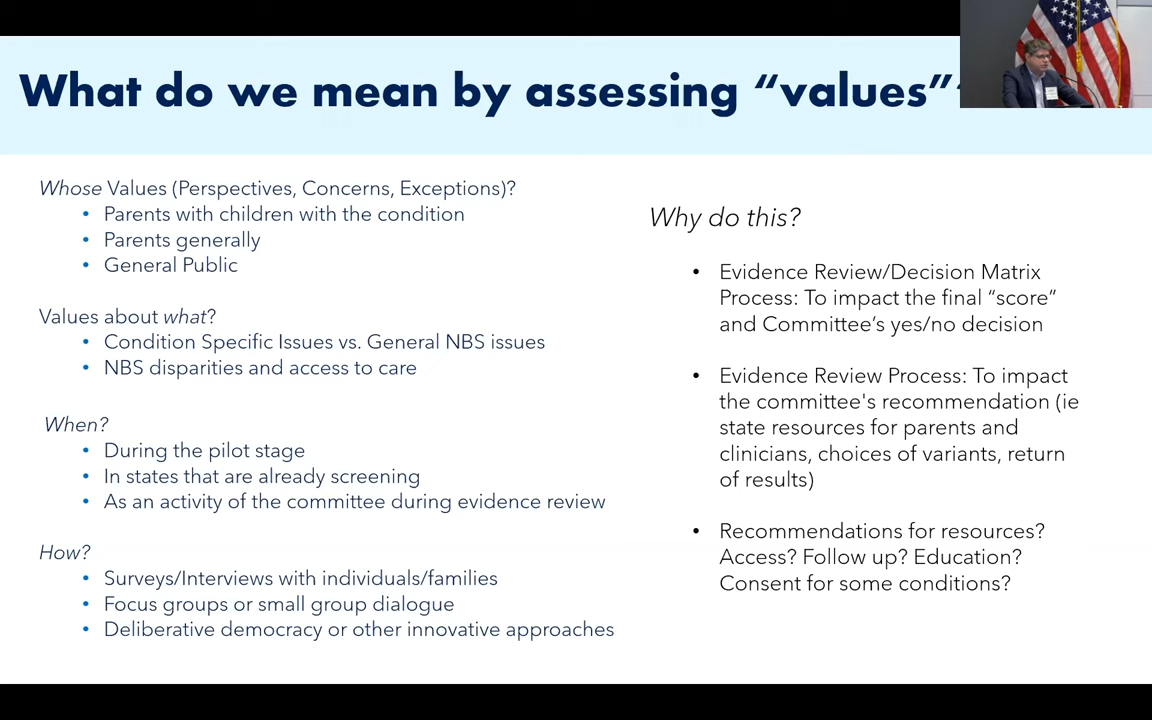 What do we mean by assessing “values”
Whose Values (Perspectives, Concerns, Exceptions)?
• Parents with children with the condition
• Parents generally
• General Public
Values about what?
• Condition Specific Issues vs. General NBS issues
• NBS disparities and access to care
When?
• During the pilot stage
• In states that are already screening
• As an activity of the committee during evidence review
How?
• Surveys/Interviews with individuals/families
• Focus groups or small group dialogue
• Deliberative democracy or other innovative approaches
Why do this?
• Evidence Review/Decision Matrix
Process: To impact the final “score”
and Committee’s yes/no decision
• Evidence Review Process: To impact
the committee's recommendation (ie
state resources for parents and
clinicians, choices of variants, return
of results)
• Recommendations for resources?
Access? Follow up? Education?
Consent for some conditions?